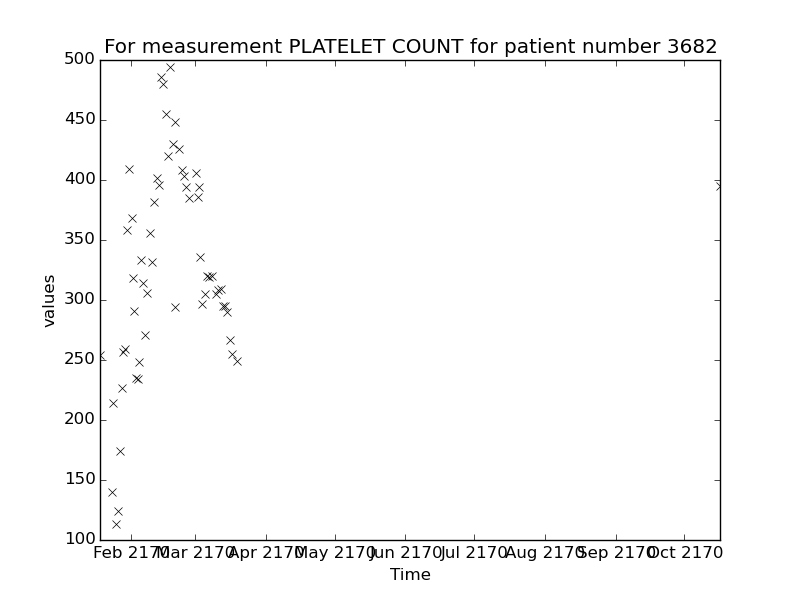 For measurement PLATELET COUNT for patient number 3682
500
450
400
350
300
250
200
150
100
values
Feb 2170 Mar 2170 Apr 2170 May 2170 Jun 2170 Jul 2170 Aug 2170 Sep 2170 Oct 2170
Time